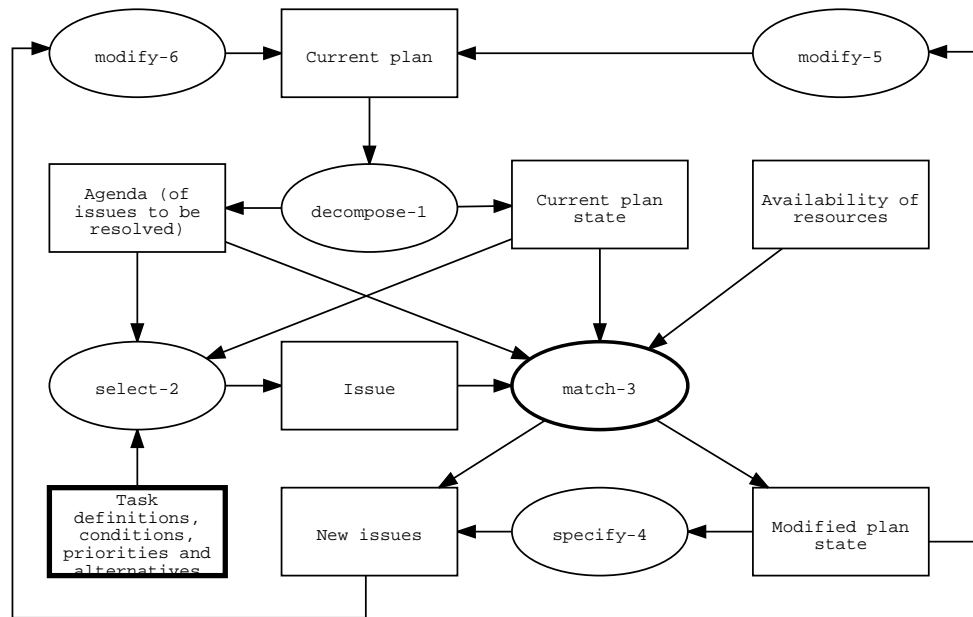 modify-6
Current plan
modify-5
Agenda (of
issues to be
resolved)
decompose-1
Current plan
state
Availability of
resources
select-2
Issue
match-3
Task
definitions,
conditions,
priorities and
alternatives
New issues
specify-4
Modified plan
state